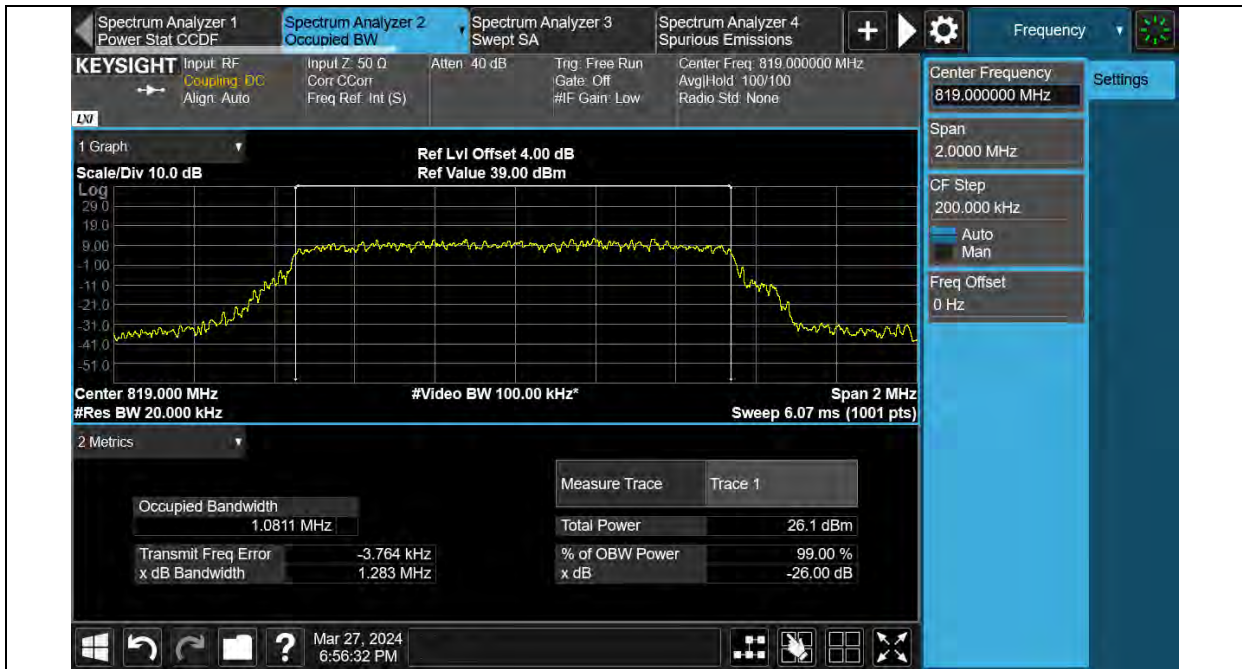 Spectrum Analyzer 1
Power Stat CCDF
Spectrum Analyzer 2
Occupied BW
Spectrum Analyzer 3
Swept SA
Spectrum Analyzer 4
Spurious Emissions
+
Frequency
KEYSIGHT
LXI
Input: RF
Coupling: DC
Align: Auto
Input Z: 50 Ω
Corr CCorr
Freq Ref: Int (S)
Atten: 40 dB
Trig: Free Run
Gate: Off
#IF Gain: Low
Center Freq: 819.000000 MHz
Avg|Hold: 100/100
Radio Std: None
Center Frequency
819.000000 MHz
Settings
Span
2.0000 MHz
CF Step
200.000 kHz
Auto
Man
Freq Offset
0 Hz
1 Graph
Scale/Div 10.0 dB
Ref Lvl Offset 4.00 dB
Ref Value 39.00 dBm
Log
29.0
19.0
9.00
-1.00
-11.0
-21.0
-31.0
-41.0
-51.0
Center 819.000 MHz
#Video BW 100.00 kHz*
Span 2 MHz
#Res BW 20.000 kHz
Sweep 6.07 ms (1001 pts)
2 Metrics
Measure Trace
Trace 1
Occupied Bandwidth
1.0811 MHz
Total Power
26.1 dBm
Transmit Freq Error
-3.764 kHz
% of OBW Power
99.00 %
x dB Bandwidth
1.283 MHz
x dB
-26.00 dB
?
Mar 27, 2024
6:56:32 PM